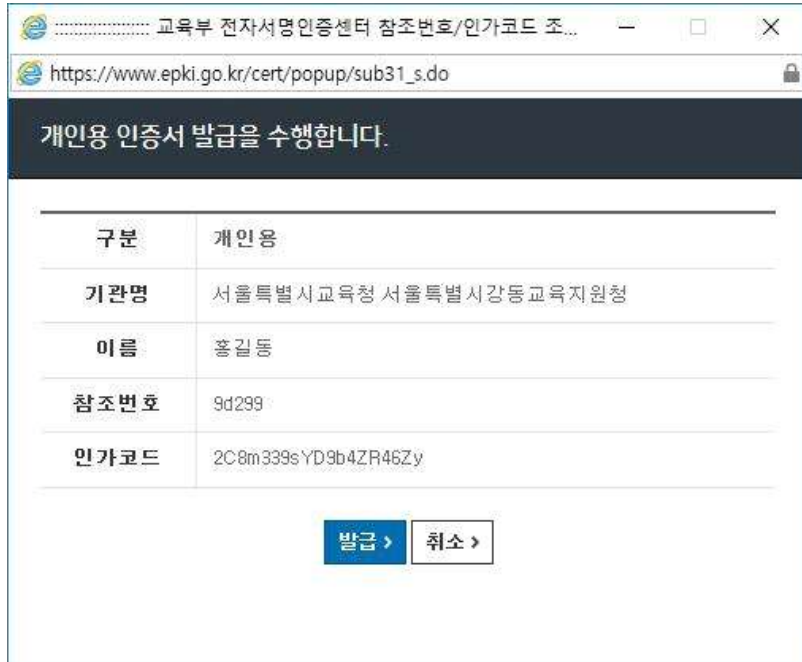 ::::::::::::::::::: 교육부 전자서명인증센터 참조번호/인가코드 조...
https://www.epki.go.kr/cert/popup/sub31_s.do
개인용 인증서 발급을 수행합니다.
구분 개인용
기관명 서울특별시교육청 서울특별시강동교육지원청
이름 홍길동
참조번호 9d299
인가코드 2C8m339sYD9b4ZR46Zy
발급 › 취소 ›